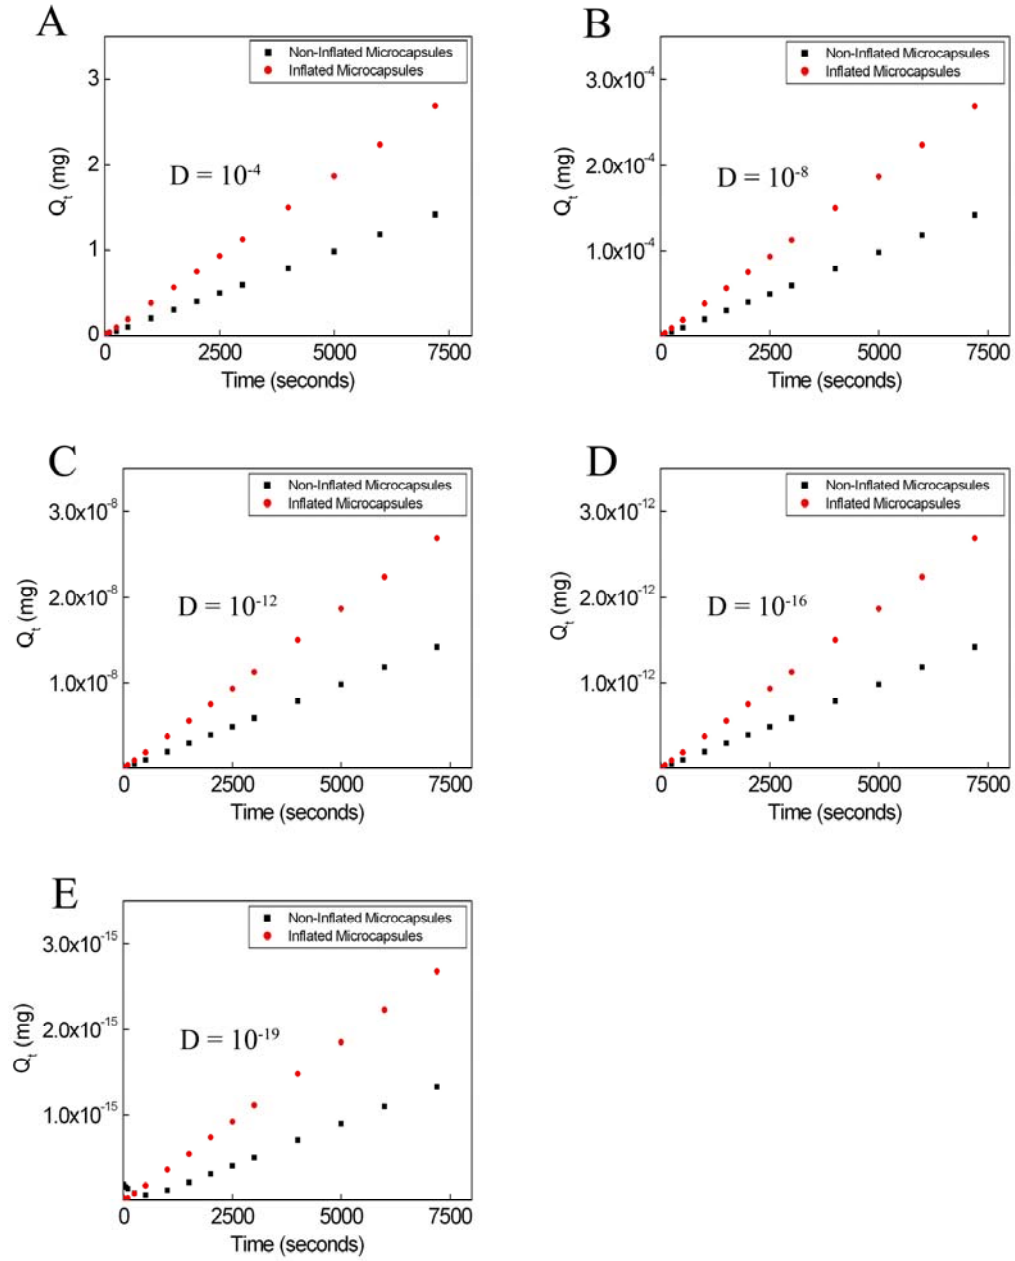 A
Non-Inflated Microcapsules
Inflated Microcapsules
3
2
1
0
D = 10⁻⁴
Qₜ (mg)
0 2500 5000 7500
Time (seconds)
B
Non-Inflated Microcapsules
Inflated Microcapsules
3.0x10⁻⁴
2.0x10⁻⁴
1.0x10⁻⁴
D = 10⁻⁸
Qₜ (mg)
0 2500 5000 7500
Time (seconds)
C
Non-Inflated Microcapsules
Inflated Microcapsules
3.0x10⁻⁸
2.0x10⁻⁸
1.0x10⁻⁸
D = 10⁻¹²
Qₜ (mg)
0 2500 5000 7500
Time (seconds)
D
Non-Inflated Microcapsules
Inflated Microcapsules
3.0x10⁻¹²
2.0x10⁻¹²
1.0x10⁻¹²
D = 10⁻¹⁶
Qₜ (mg)
0 2500 5000 7500
Time (seconds)
E
Non-Inflated Microcapsules
Inflated Microcapsules
3.0x10⁻¹⁵
2.0x10⁻¹⁵
1.0x10⁻¹⁵
D = 10⁻¹⁹
Qₜ (mg)
0 2500 5000 7500
Time (seconds)